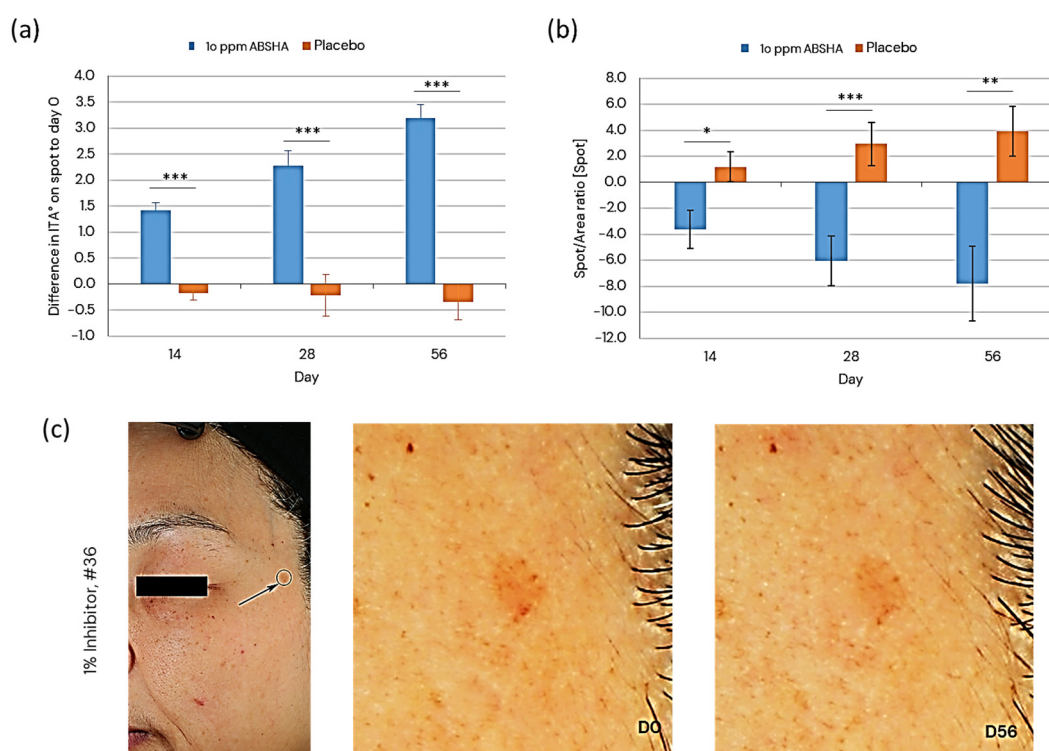 (a)
1o ppm ABSHA Placebo
Difference in ITA° on spot to day 0
4.0
3.5
3.0
2.5
2.0
1.5
1.0
0.5
0.0
−0.5
−1.0
***
***
***
14 28 56
Day
(b)
1o ppm ABSHA Placebo
Spot/Area ratio [Spot]
8.0
6.0
4.0
2.0
0.0
−2.0
−4.0
−6.0
−8.0
−10.0
−12.0
*
***
**
14 28 56
Day
(c)
1% Inhibitor, #36
D0
D56